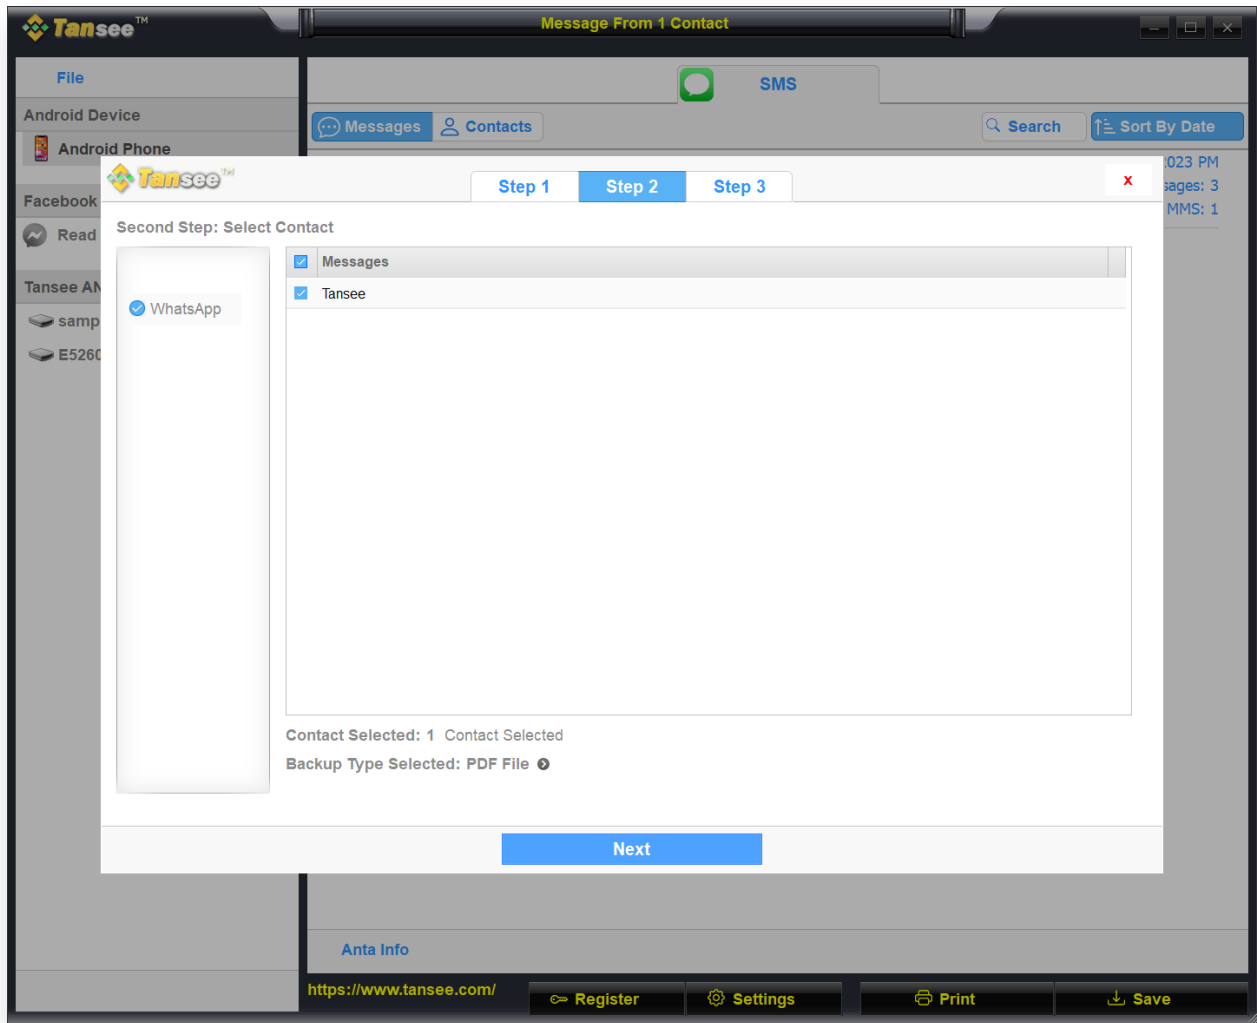 Tansee™
Message From 1 Contact
File
SMS
Android Device
Messages
Contacts
Search
Sort By Date
Android Phone
2023 PM
Tansee™
Step 1
Step 2
Step 3
x
sages: 3
Facebook
MMS: 1
Second Step: Select Contact
Read
Messages
Tansee AN
Tansee
WhatsApp
samp
E5260
Contact Selected: 1 Contact Selected
Backup Type Selected: PDF File
Next
Anta Info
https://www.tansee.com/
Register
Settings
Print
Save